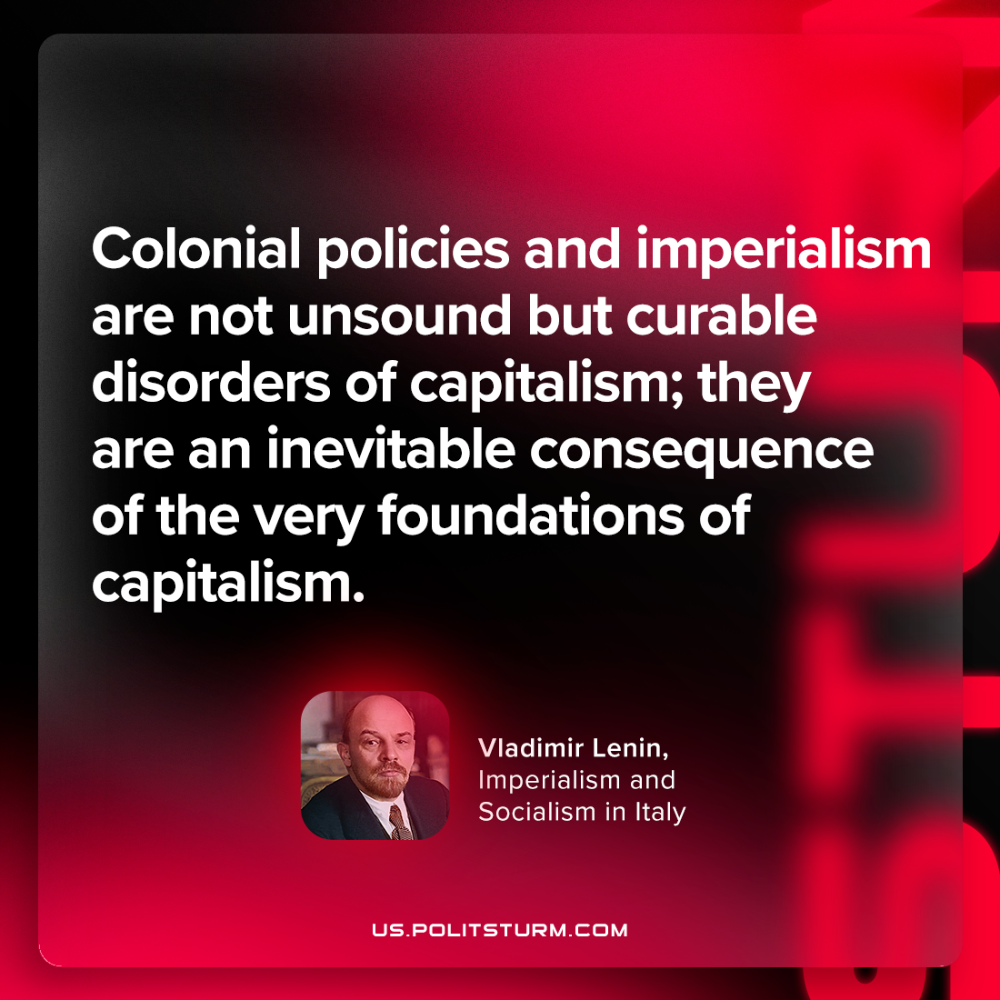 Colonial policies and imperialism
are not unsound but curable
disorders of capitalism; they
are an inevitable consequence
of the very foundations of
capitalism.
Vladimir Lenin,
Imperialism and
Socialism in Italy
US.POLITSTURM.COM